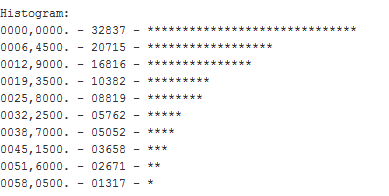 Histogram:
0000,0000. - 32837 - ******************************
0006,4500. - 20715 - ******************
0012,9000. - 16816 - ***************
0019,3500. - 10382 - *********
0025,8000. - 08819 - ********
0032,2500. - 05762 - *****
0038,7000. - 05052 - ****
0045,1500. - 03658 - ***
0051,6000. - 02671 - **
0058,0500. - 01317 - *